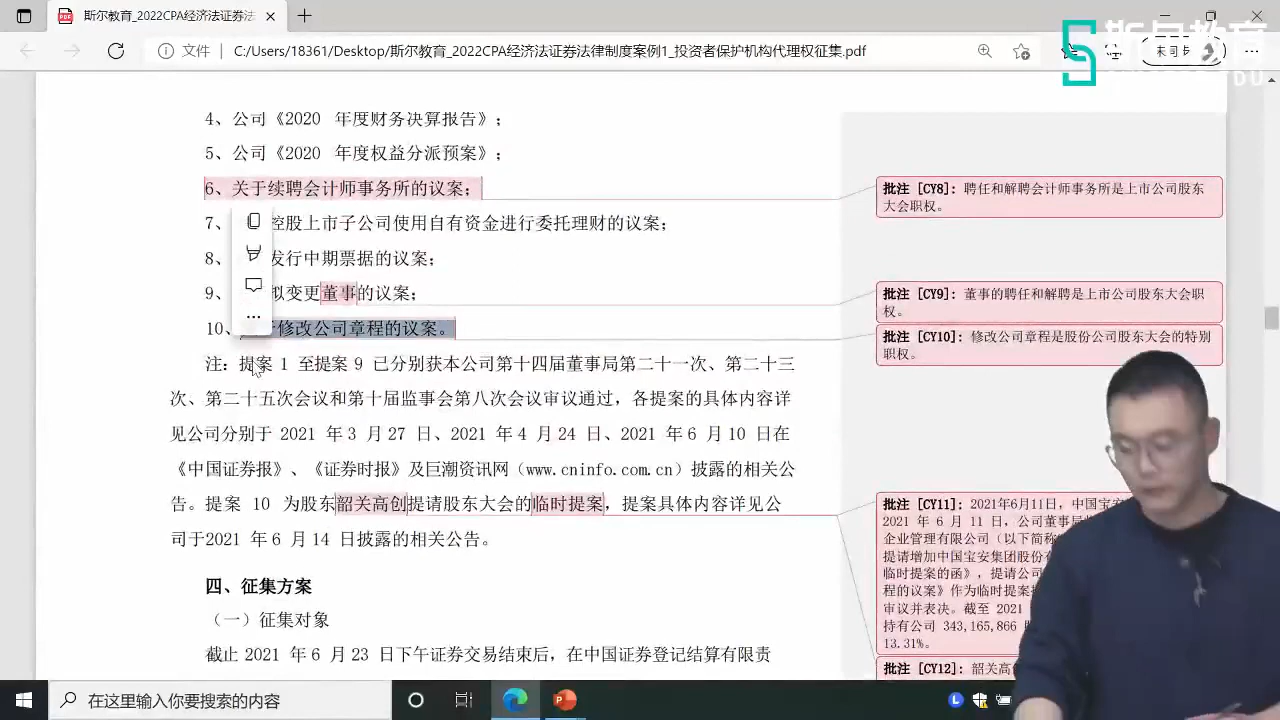 斯尔教育_2022CPA经济法证券法
文件
C:/Users/18361/Desktop/斯尔教育_2022CPA经济法证券法律制度案例1_投资者保护机构代理权征集.pdf
斯尔教育
4、公司《2020 年度财务决算报告》；
5、公司《2020 年度权益分派预案》；
6、关于续聘会计师事务所的议案；
7、 控股上市子公司使用自有资金进行委托理财的议案；
8、 发行中期票据的议案；
9、 拟变更董事的议案；
10、 修改公司章程的议案。
注：提案 1 至提案 9 已分别获本公司第十四届董事局第二十一次、第二十三
次、第二十五次会议和第十届监事会第八次会议审议通过，各提案的具体内容详
见公司分别于 2021 年 3 月 27 日、2021 年 4 月 24 日、2021 年 6 月 10 日在
《中国证券报》、《证券时报》及巨潮资讯网（www.cninfo.com.cn）披露的相关公
告。提案 10 为股东韶关高创提请股东大会的临时提案，提案具体内容详见公
司于2021 年 6 月 14 日披露的相关公告。
四、征集方案
（一）征集对象
截止 2021 年 6 月 23 日下午证券交易结束后，在中国证券登记结算有限责
批注 [CY8]：聘任和解聘会计师事务所是上市公司股东
大会职权。
批注 [CY9]：董事的聘任和解聘是上市公司股东大会职
权。
批注 [CY10]：修改公司章程是股份公司股东大会的特别
职权。
批注 [CY11]：2021年6月11日，中国宝安
2021 年 6 月 11 日，公司董事局
企业管理有限公司（以下简称
提请增加中国宝安集团股份
临时提案的函》，提请公司
程的议案》作为临时提案
审议并表决。截至 2021
持有公司 343,165,866
13.31%。
批注 [CY12]：韶关高
在这里输入你要搜索的内容